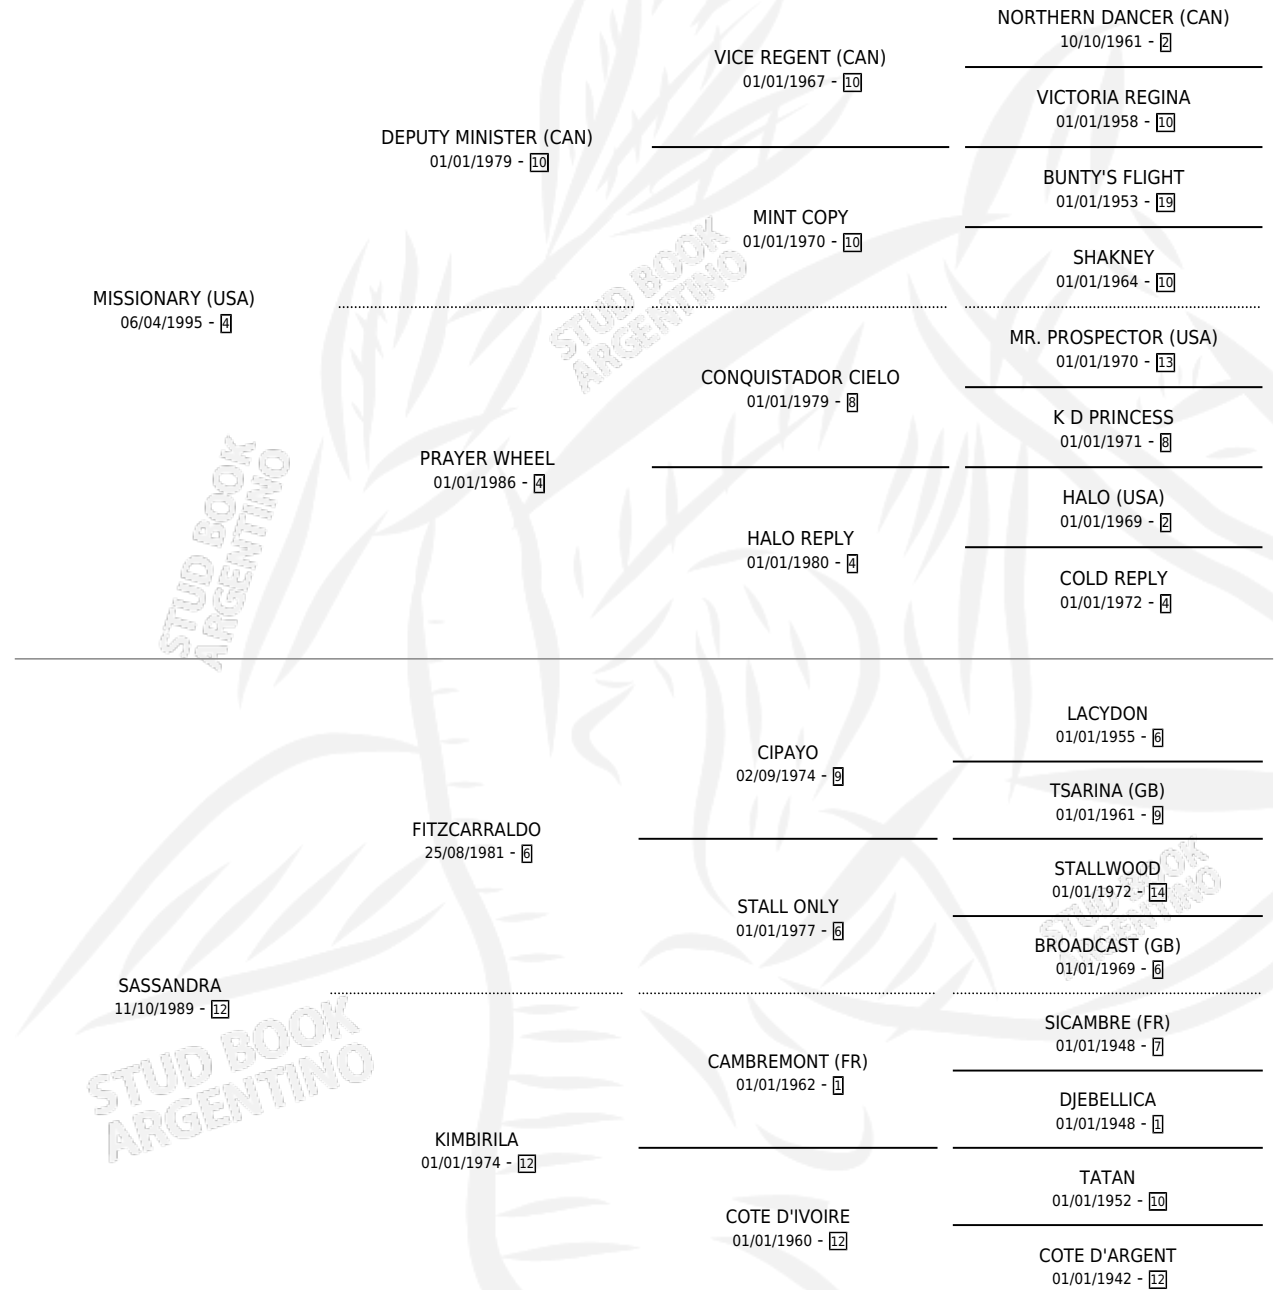 NORTHERN DANCER (CAN)
10/10/1961 - 2
VICE REGENT (CAN)
01/01/1967 - 10
VICTORIA REGINA
01/01/1958 - 10
DEPUTY MINISTER (CAN)
01/01/1979 - 10
BUNTY'S FLIGHT
01/01/1953 - 19
MINT COPY
01/01/1970 - 10
SHAKNEY
01/01/1964 - 10
MISSIONARY (USA)
06/04/1995 - 4
MR. PROSPECTOR (USA)
01/01/1970 - 13
CONQUISTADOR CIELO
01/01/1979 - 8
K D PRINCESS
01/01/1971 - 8
PRAYER WHEEL
01/01/1986 - 4
HALO (USA)
01/01/1969 - 2
HALO REPLY
01/01/1980 - 4
COLD REPLY
01/01/1972 - 4
LACYDON
01/01/1955 - 6
CIPAYO
02/09/1974 - 9
TSARINA (GB)
01/01/1961 - 9
FITZCARRALDO
25/08/1981 - 6
STALLWOOD
01/01/1972 - 14
STALL ONLY
01/01/1977 - 6
BROADCAST (GB)
01/01/1969 - 6
SASSANDRA
11/10/1989 - 12
SICAMBRE (FR)
01/01/1948 - 7
CAMBREMONT (FR)
01/01/1962 - 1
DJEBELLICA
01/01/1948 - 1
KIMBIRILA
01/01/1974 - 12
TATAN
01/01/1952 - 10
COTE D'IVOIRE
01/01/1960 - 12
COTE D'ARGENT
01/01/1942 - 12
STUD BOOK
ARGENTINO
STUD BOOK
ARGENTINO
STUD BOOK
ARGENTINO
STUD BOOK
ARGENTINO